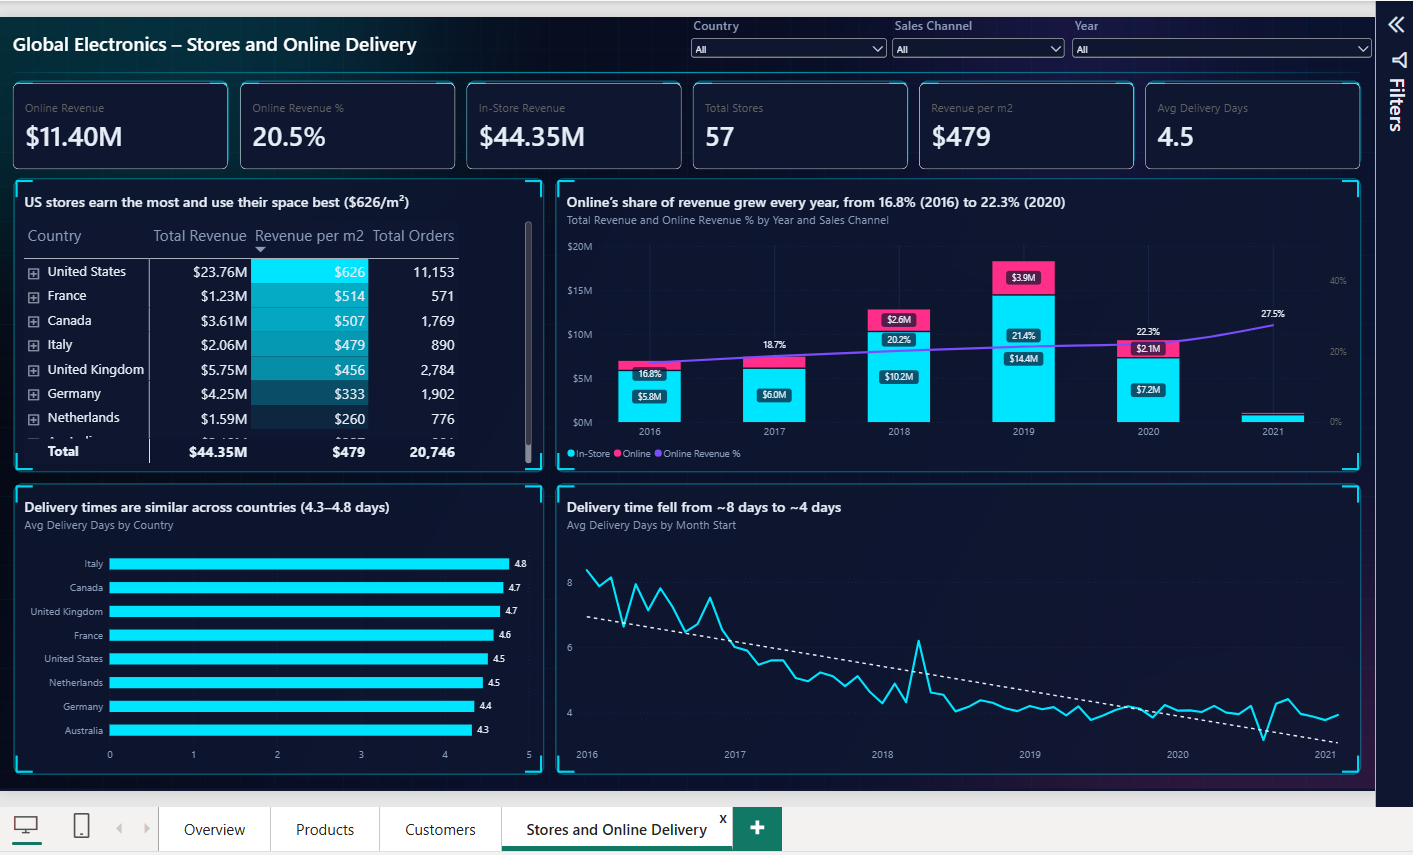 Global Electronics – Stores and Online Delivery
Country
All
Sales Channel
All
Year
All
Filters
Online Revenue
$11.40M
Online Revenue %
20.5%
In-Store Revenue
$44.35M
Total Stores
57
Revenue per m2
$479
Avg Delivery Days
4.5
US stores earn the most and use their space best ($626/m²)
Country Total Revenue Revenue per m2 Total Orders
United States $23.76M $626 11,153
France $1.23M $514 571
Canada $3.61M $507 1,769
Italy $2.06M $479 890
United Kingdom $5.75M $456 2,784
Germany $4.25M $333 1,902
Netherlands $1.59M $260 776
Total $44.35M $479 20,746
Online's share of revenue grew every year, from 16.8% (2016) to 22.3% (2020)
Total Revenue and Online Revenue % by Year and Sales Channel
$20M
$15M
$10M
$5M
$0M
40%
20%
0%
16.8%
$5.8M
18.7%
$6.0M
$2.6M
20.2%
$10.2M
$3.9M
21.4%
$14.4M
22.3%
$2.1M
$7.2M
27.5%
2016 2017 2018 2019 2020 2021
In-Store Online Online Revenue %
Delivery times are similar across countries (4.3–4.8 days)
Avg Delivery Days by Country
Italy 4.8
Canada 4.7
United Kingdom 4.7
France 4.6
United States 4.5
Netherlands 4.5
Germany 4.4
Australia 4.3
0 1 2 3 4 5
Delivery time fell from ~8 days to ~4 days
Avg Delivery Days by Month Start
8
6
4
2016 2017 2018 2019 2020 2021
Overview
Products
Customers
Stores and Online Delivery
x
+